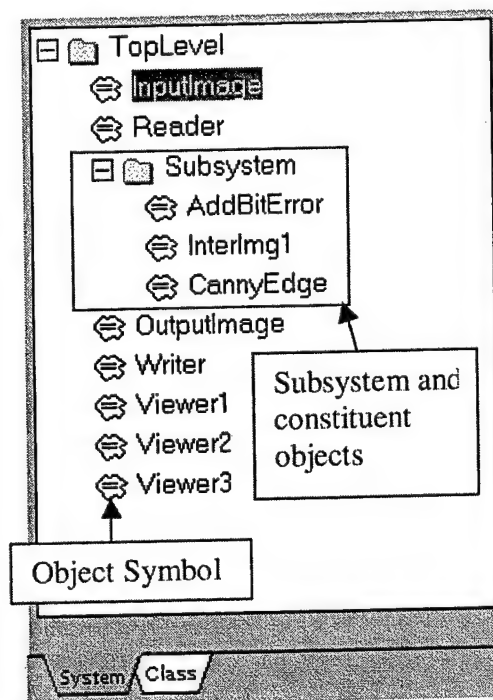 TopLevel
InputImage
Reader
Subsystem
AddBitError
InterImg1
CannyEdge
OutputImage
Writer
Viewer1
Viewer2
Viewer3
Subsystem and
constituent
objects
Object Symbol
System
Class